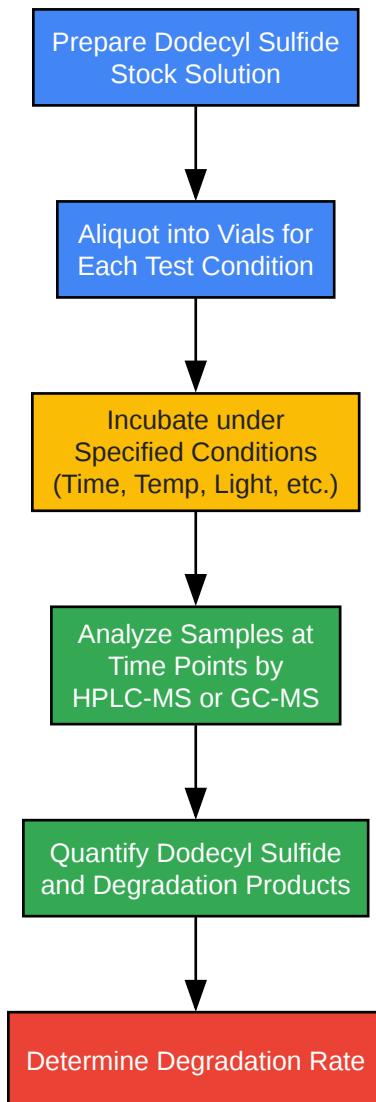 Prepare Dodecyl Sulfide
Stock Solution
Aliquot into Vials for
Each Test Condition
Incubate under
Specified Conditions
(Time, Temp, Light, etc.)
Analyze Samples at
Time Points by
HPLC-MS or GC-MS
Quantify Dodecyl Sulfide
and Degradation Products
Determine Degradation Rate